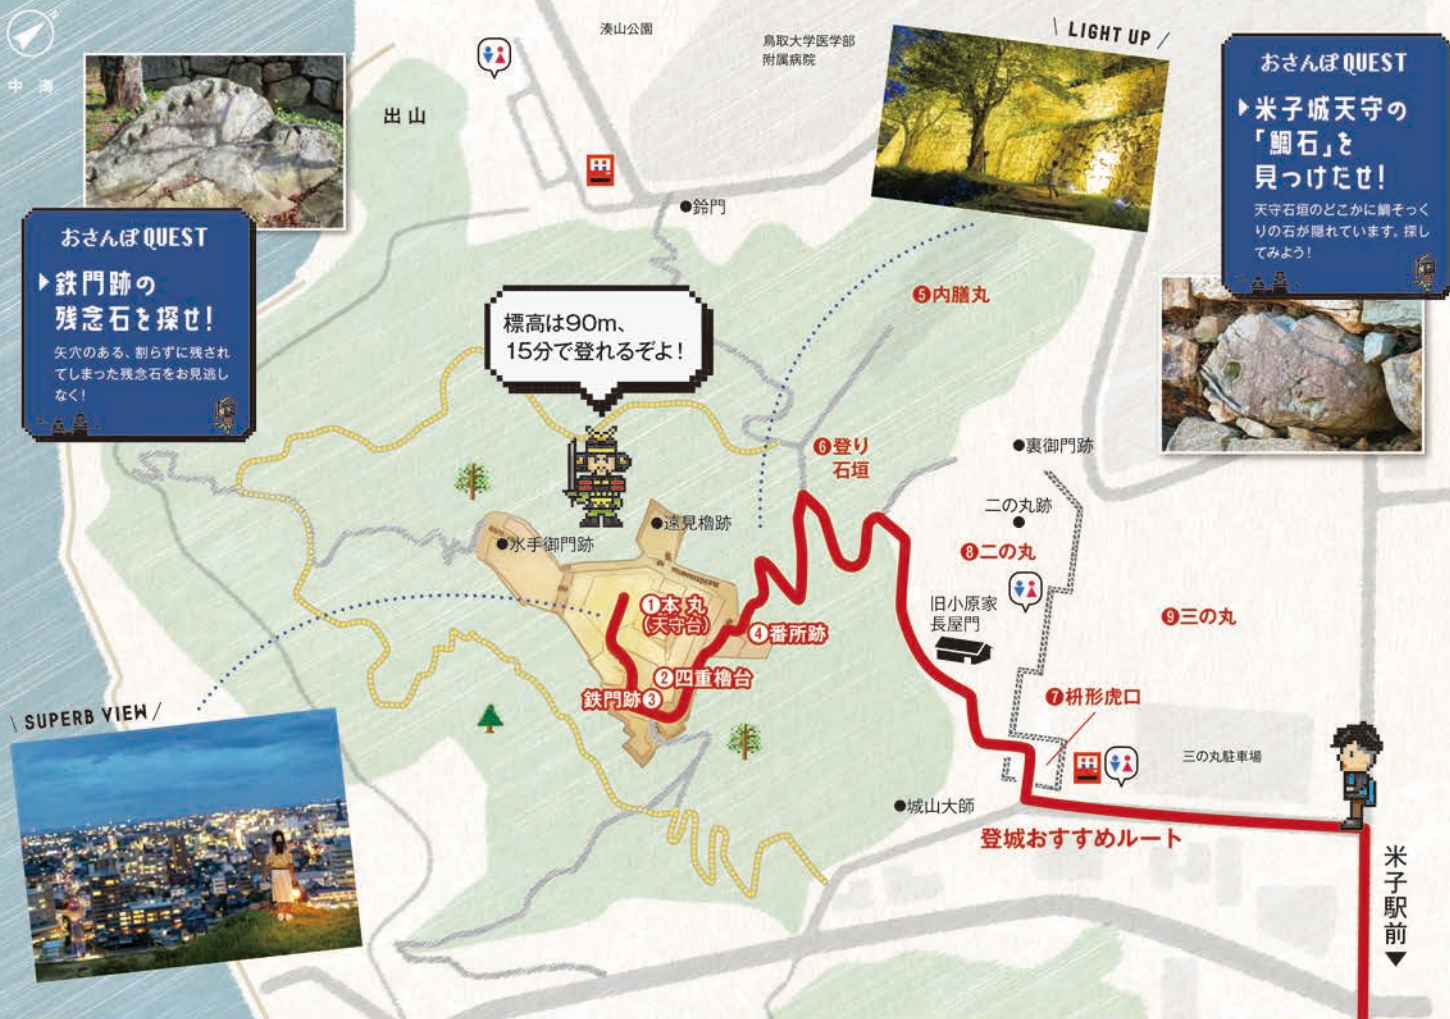 中海
湊山公園
鳥取大学医学部
附属病院
LIGHT UP
おさんぽQUEST
米子城天守の
「鯛石」を
見つけだせ!
天守石垣のどこかに鯛そっく
りの石が隠れています。探し
てみよう!
出山
鈴門
おさんぽQUEST
鉄門跡の
残念石を探せ!
矢穴のある、割らずに残され
てしまった残念石をお見逃し
なく!
標高は90m、
15分で登れるぞよ!
❺内膳丸
❻登り
石垣
裏御門跡
二の丸跡
❽二の丸
遠見櫓跡
水手御門跡
旧小原家
長屋門
❾三の丸
①本丸
(天守台)
④番所跡
②四重櫓台
鉄門跡③
❼枡形虎口
三の丸駐車場
城山大師
登城おすすめルート
SUPERB VIEW
米子駅前▼